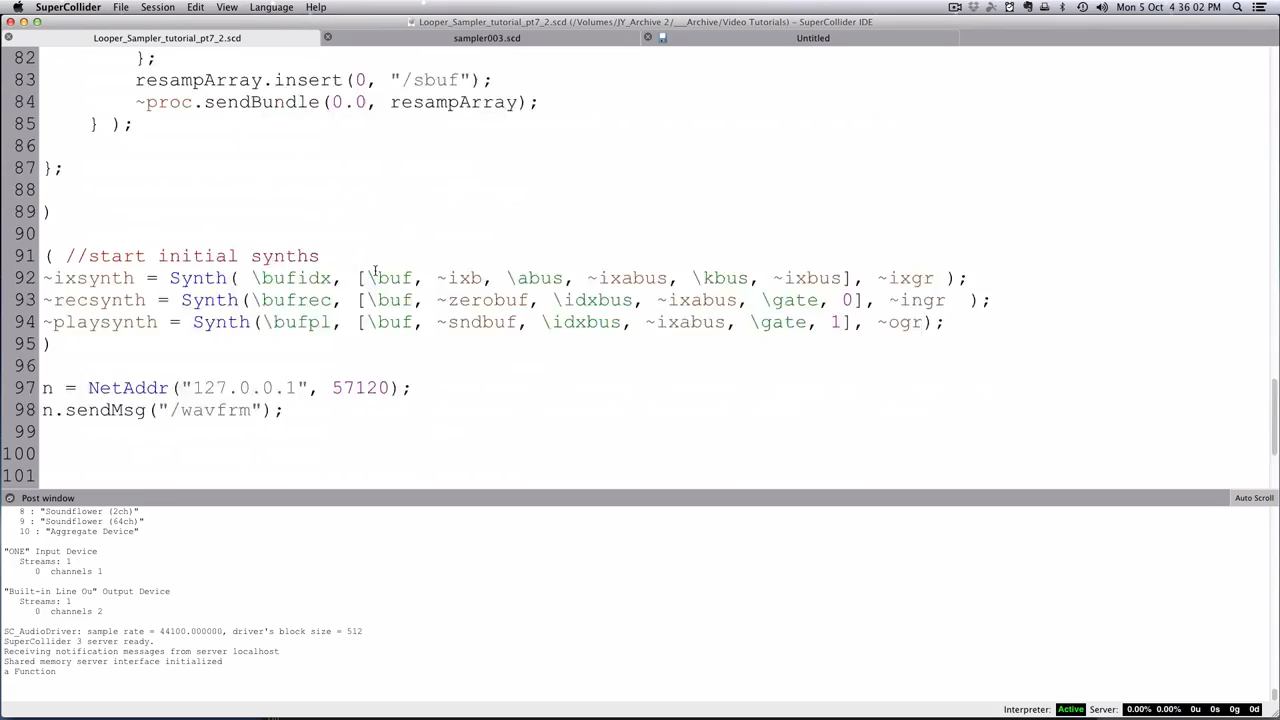 SuperCollider File Session Edit View Language Help Mon 5 Oct 4:36:02 PM
Looper_Sampler_tutorial_pt7_2.scd (/Volumes/JY_Archive 2/___Archive/Video Tutorials) – SuperCollider IDE
Looper_Sampler_tutorial_pt7_2.scd sampler003.scd Untitled
82 };
83 resampArray.insert(0, "/sbuf");
84 ~proc.sendBundle(0.0, resampArray);
85 } );
86
87 };
88
89 )
90
91 ( //start initial synths
92 ~ixsynth = Synth( \bufidx, [\buf, ~ixb, \abus, ~ixabus, \kbus, ~ixbus], ~ixgr );
93 ~recsynth = Synth(\bufrec, [\buf, ~zerobuf, \idxbus, ~ixabus, \gate, 0], ~ingr );
94 ~playsynth = Synth(\bufpl, [\buf, ~sndbuf, \idxbus, ~ixabus, \gate, 1], ~ogr);
95 )
96
97 n = NetAddr("127.0.0.1", 57120);
98 n.sendMsg("/wavfrm");
99
100
101
Post window Auto Scroll
8 : "Soundflower (2ch)"
9 : "Soundflower (64ch)"
10 : "Aggregate Device"
"ONE" Input Device
Streams: 1
0 channels 1
"Built-in Line Ou" Output Device
Streams: 1
0 channels 2
SC_AudioDriver: sample rate = 44100.000000, driver's block size = 512
SuperCollider 3 server ready.
Receiving notification messages from server localhost
Shared memory server interface initialized
a Function
Interpreter: Active Server: 0.00% 0.00% 0u 0s 0g 0d